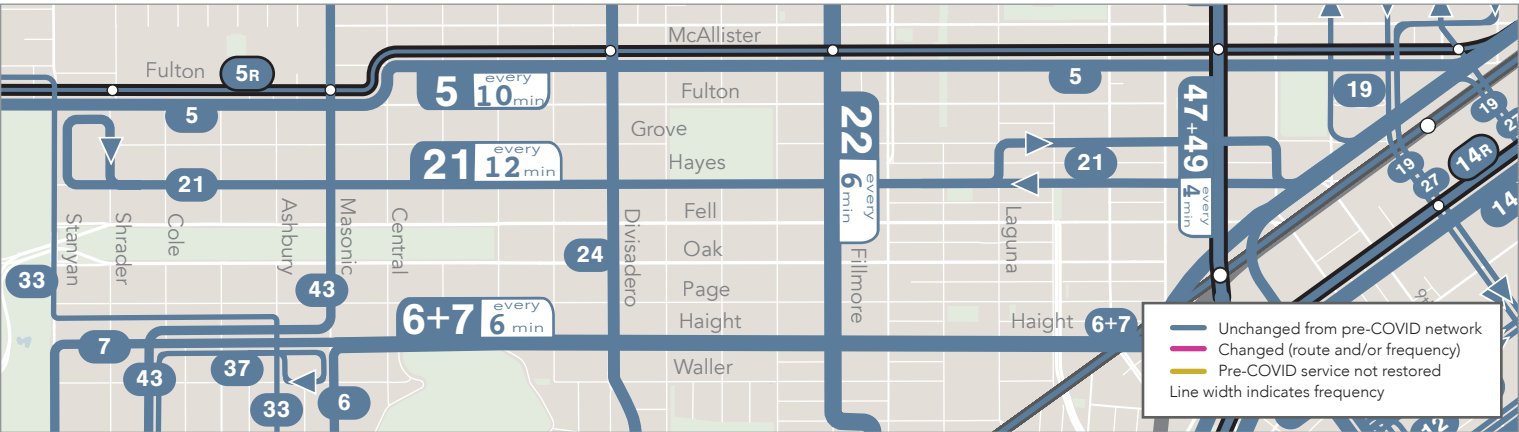 McAllister
Fulton
5R
5
every
10 min
5
5
Fulton
19
19
27
Grove
Hayes
21
every
12 min
21
21
22
every
6 min
47+49
every
4 min
19
27
14R
14
Stanyan
Shrader
Cole
Ashbury
Masonic
Central
Divisadero
Fillmore
Laguna
Fell
Oak
Page
Haight
Waller
24
33
43
6+7
every
6 min
Haight
6+7
7
43
37
33
6
12
Unchanged from pre-COVID network
Changed (route and/or frequency)
Pre-COVID service not restored
Line width indicates frequency